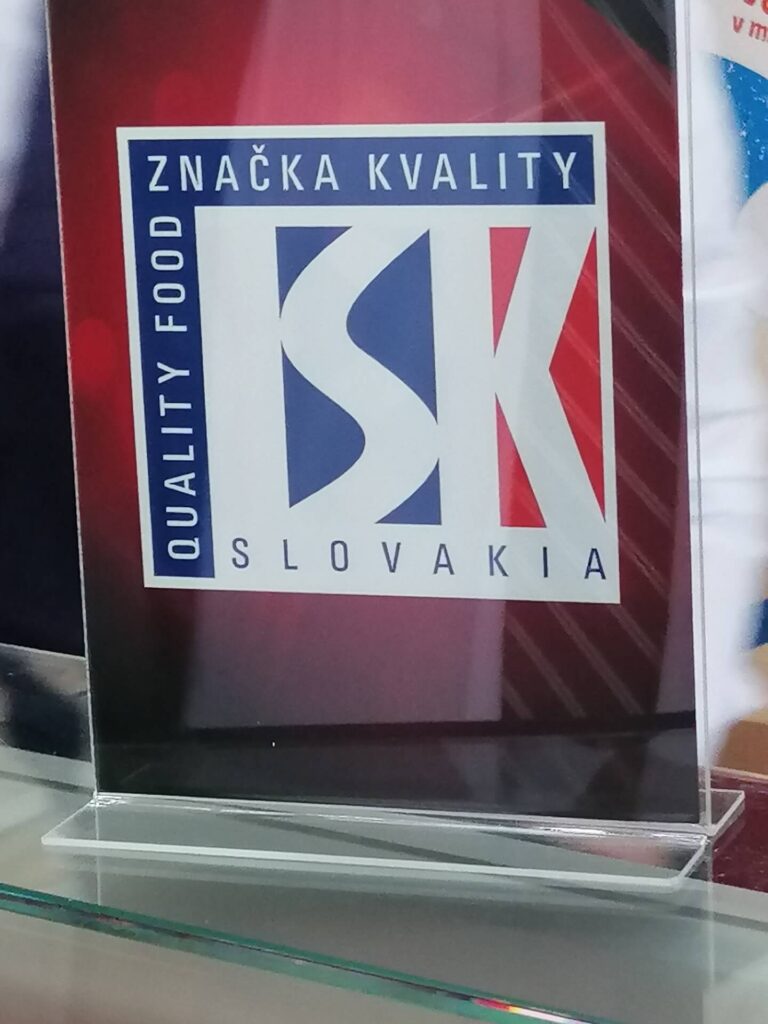 ZNAČKA KVALITY
QUALITY FOOD
SK
SLOVAKIA
v m